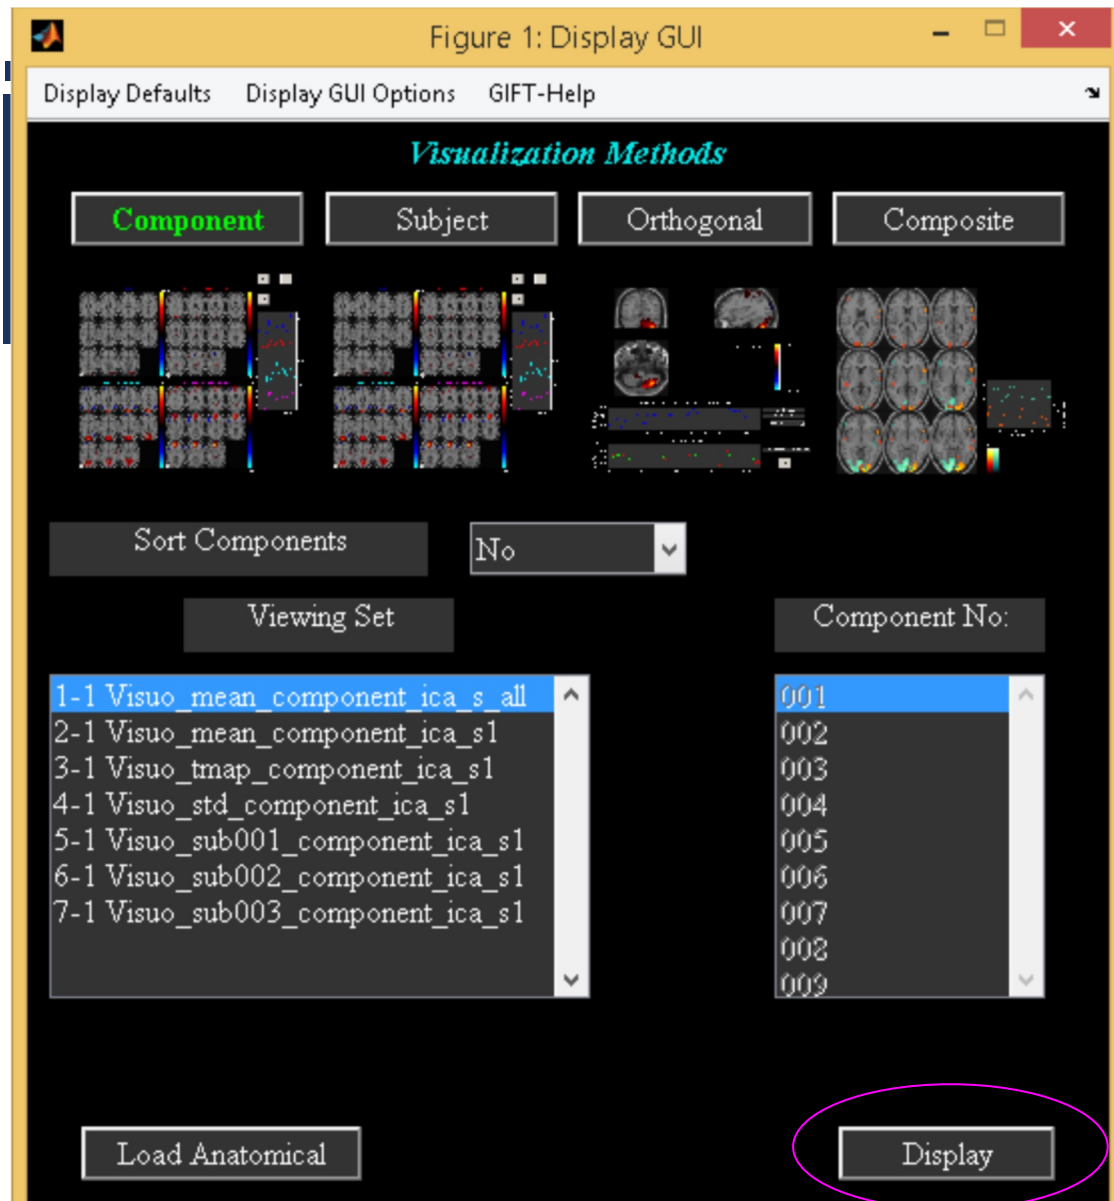 Figure 1: Display GUI
Display Defaults Display GUI Options GIFT-Help
Visualization Methods
Component Subject Orthogonal Composite
Sort Components No
Viewing Set Component No:
1-1 Visuo_mean_component_ica_s_all
2-1 Visuo_mean_component_ica_s1
3-1 Visuo_tmap_component_ica_s1
4-1 Visuo_std_component_ica_s1
5-1 Visuo_sub001_component_ica_s1
6-1 Visuo_sub002_component_ica_s1
7-1 Visuo_sub003_component_ica_s1
001
002
003
004
005
006
007
008
009
Load Anatomical Display